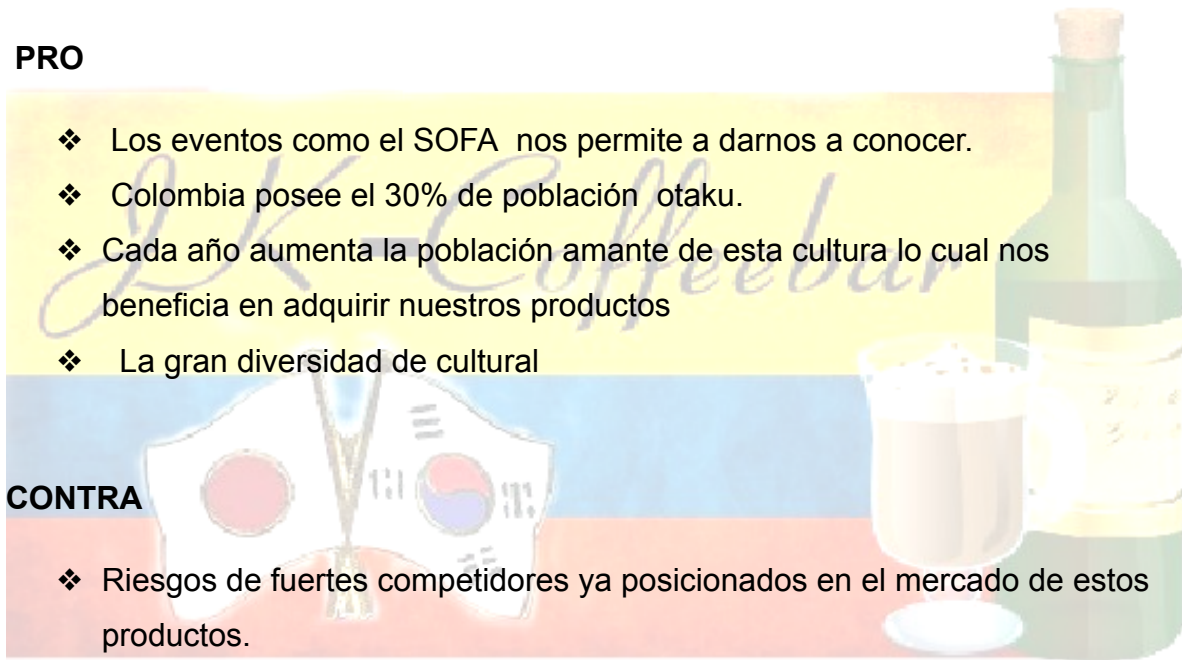 PRO
❖ Los eventos como el SOFA nos permite a darnos a conocer.
❖ Colombia posee el 30% de población otaku.
❖ Cada año aumenta la población amante de esta cultura lo cual nos
beneficia en adquirir nuestros productos
❖ La gran diversidad de cultural
JK-Coffeebar
CONTRA
❖ Riesgos de fuertes competidores ya posicionados en el mercado de estos
productos.